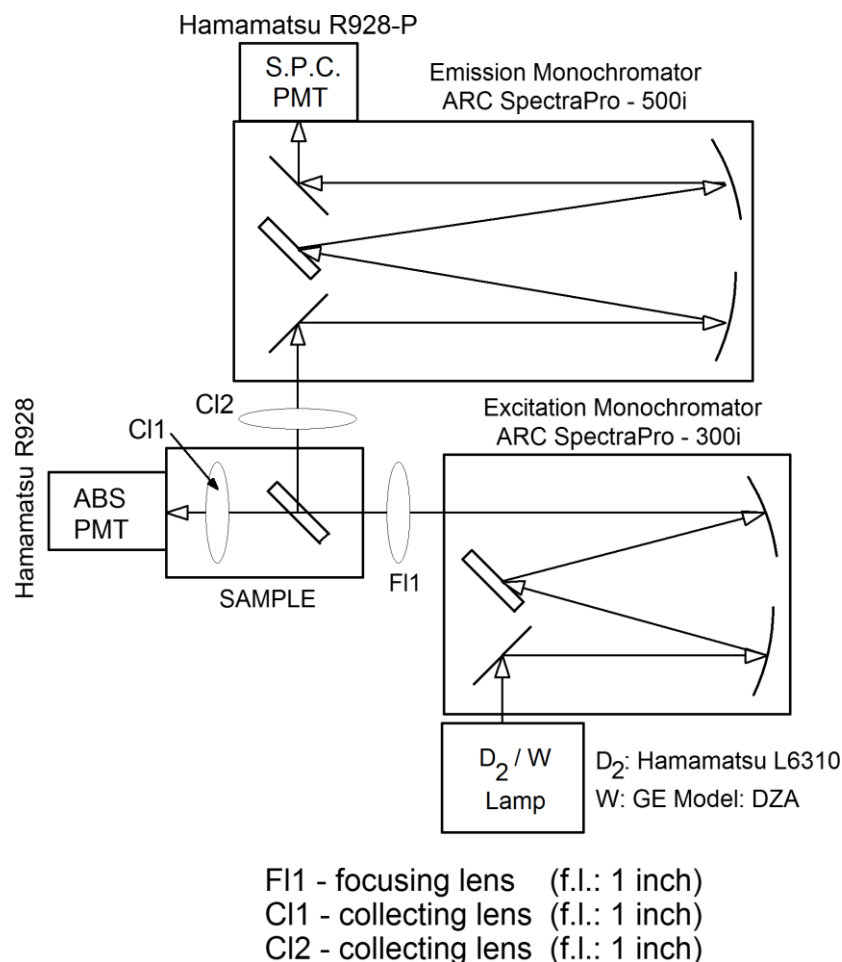 Hamamatsu R928-P
S.P.C.
PMT
Emission Monochromator
ARC SpectraPro - 500i
Cl2
Cl1
Hamamatsu R928
ABS
PMT
SAMPLE
Fl1
Excitation Monochromator
ARC SpectraPro - 300i
D2 / W
Lamp
D2: Hamamatsu L6310
W: GE Model: DZA
Fl1 - focusing lens (f.l.: 1 inch)
Cl1 - collecting lens (f.l.: 1 inch)
Cl2 - collecting lens (f.l.: 1 inch)